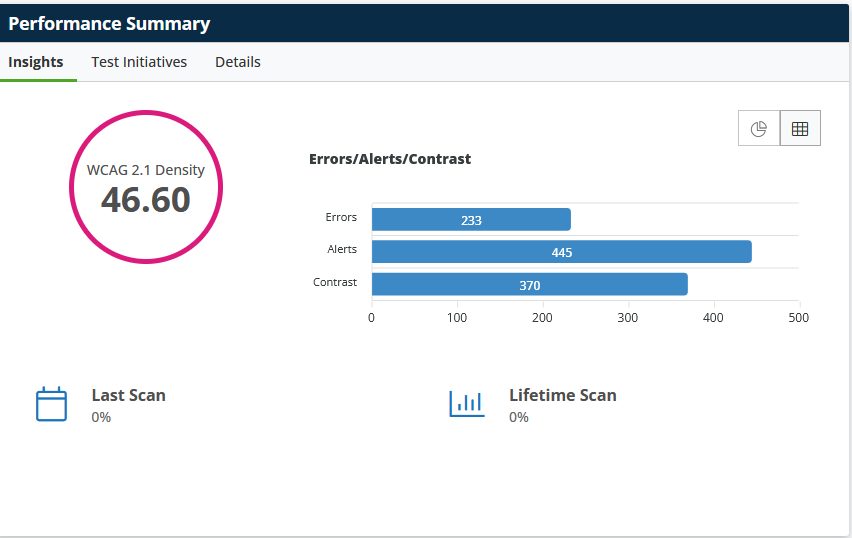 Performance Summary
Insights Test Initiatives Details
WCAG 2.1 Density
46.60
Errors/Alerts/Contrast
Errors 233
Alerts 445
Contrast 370
0 100 200 300 400 500
Last Scan
0%
Lifetime Scan
0%